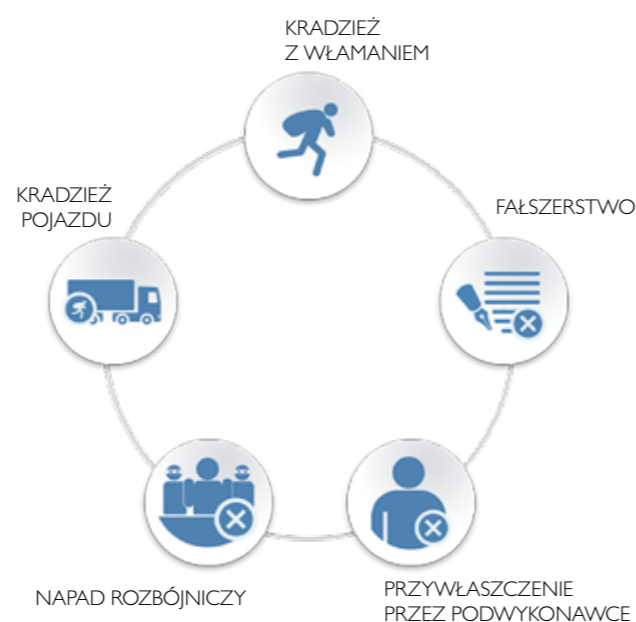 KRADZIEŻ
Z WŁAMANIEM
KRADZIEŻ
POJAZDU
FAŁSZERSTWO
NAPAD ROZBÓJNICZY
PRZYWŁASZCZENIE
PRZEZ PODWYKONAWCE